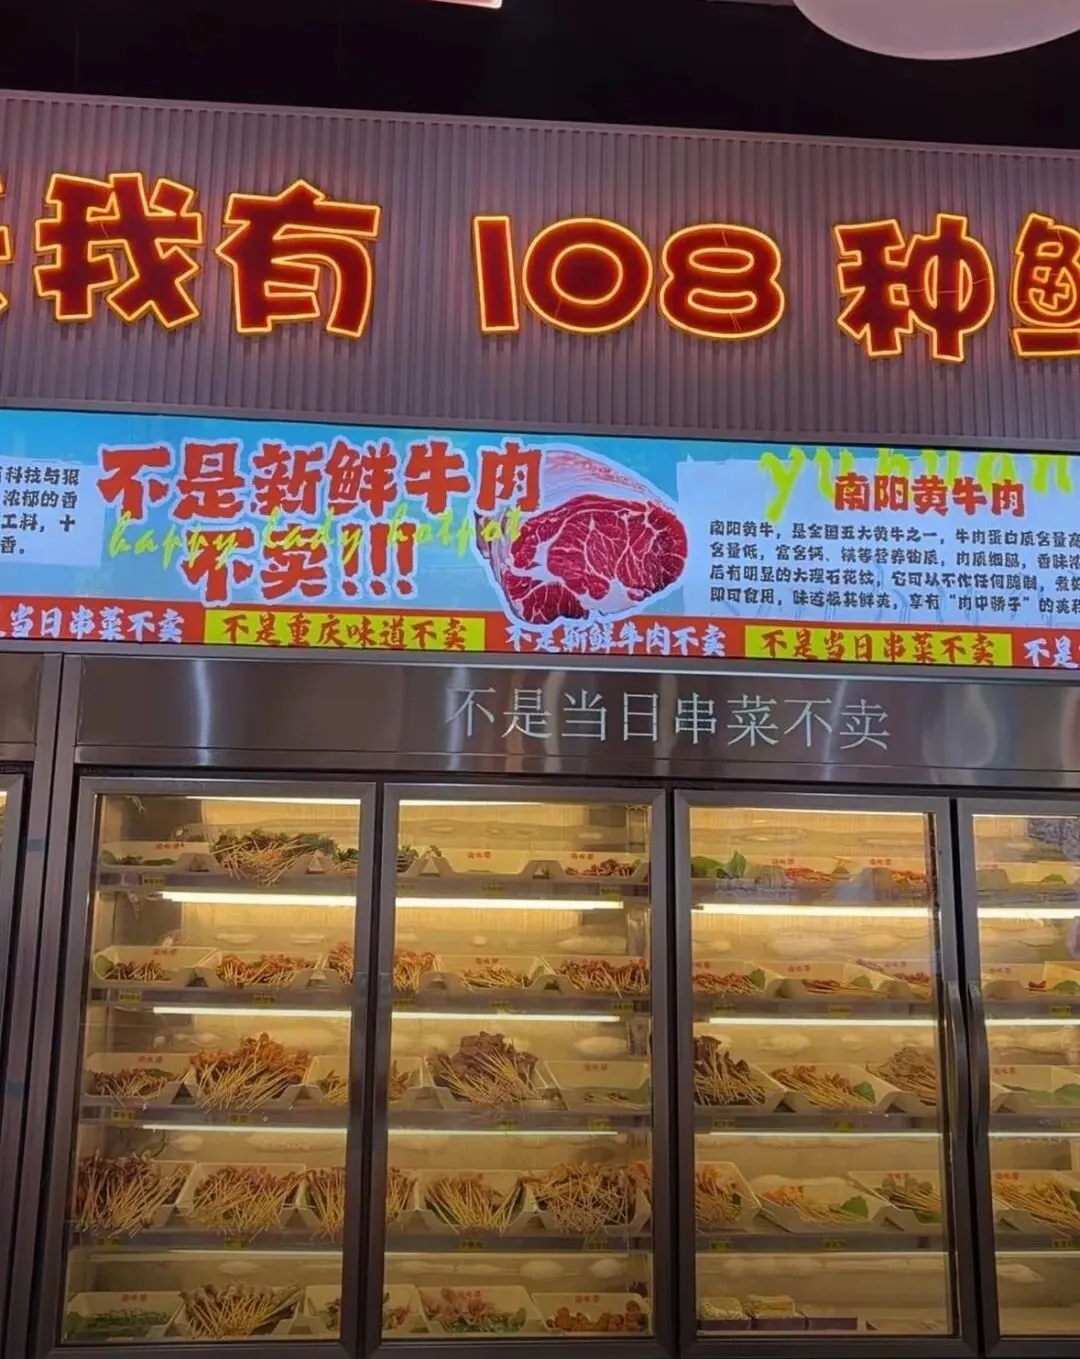 我有 108 种鲜
科技与狠
浓郁的香
工料，十
香。
不是新鲜牛肉
不卖!!!
happy lady hotpot
yuhuan
南阳黄牛肉
南阳黄牛，是全国五大黄牛之一，牛肉蛋白质含量高
含量低，富含钙、镁等营养物质，肉质细腻，香味浓
后有明显的大理石花纹，它可以不作任何腌制，煮
即可食用，味道极其鲜美，享有“肉中骄子”的美称
当日串菜不卖 不是重庆味道不卖 不是新鲜牛肉不卖 不是当日串菜不卖 不是
不是当日串菜不卖